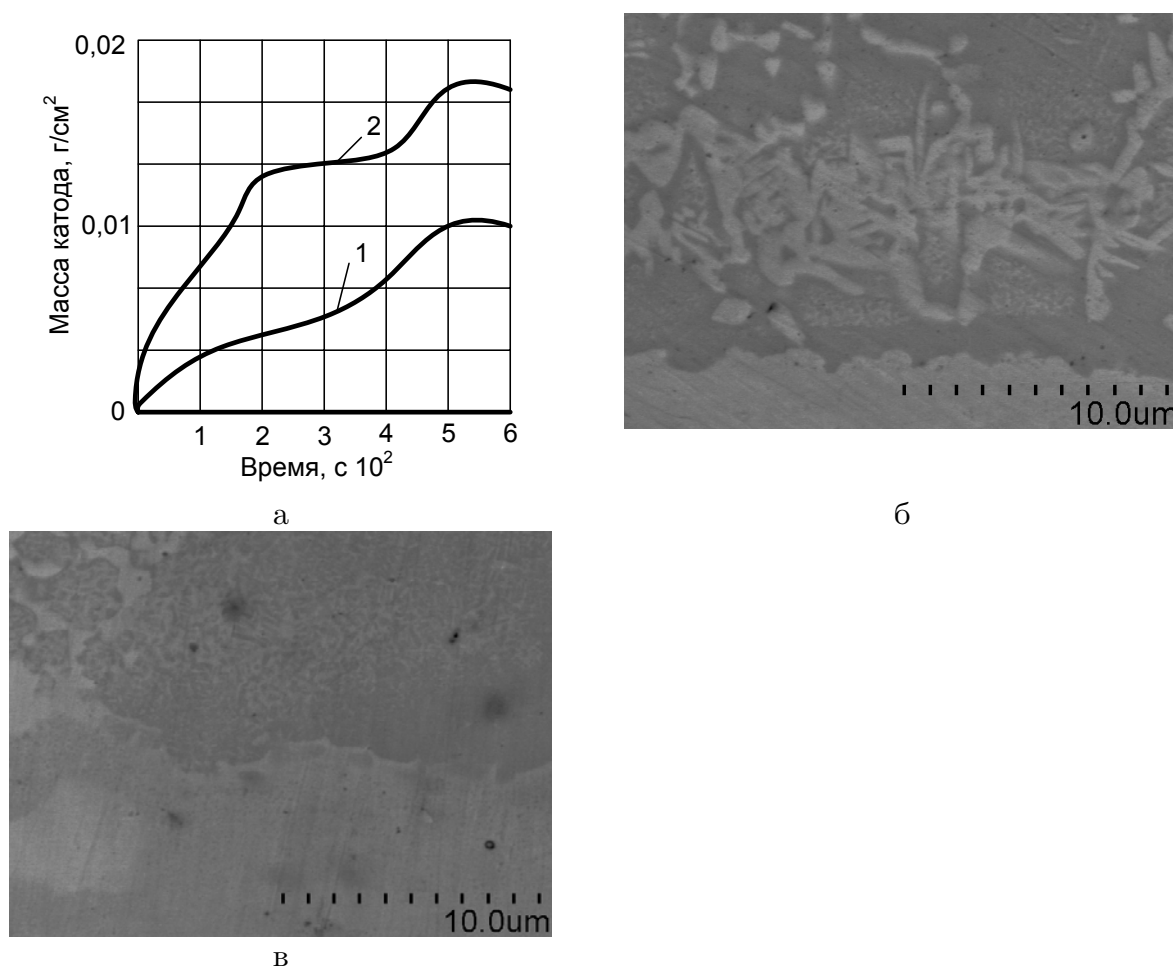 0,02
0,01
0
Масса катода, г/см²
2
1
1 2 3 4 5 6
Время, с 10²
а
10.0um
б
10.0um
в